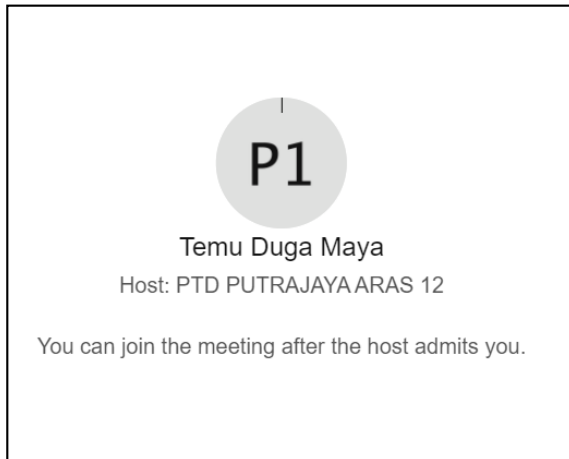 P1
Temu Duga Maya
Host: PTD PUTRAJAYA ARAS 12
You can join the meeting after the host admits you.